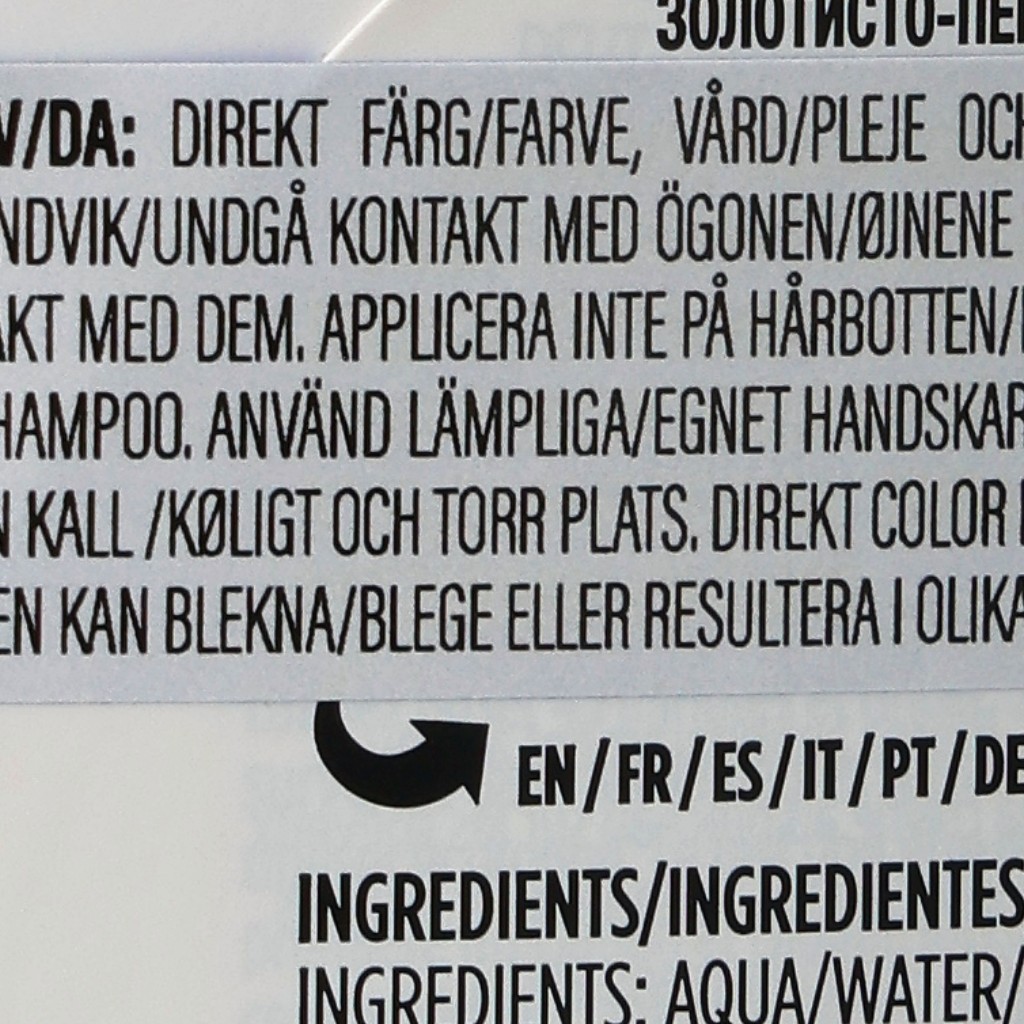 ЗОЛОТИСТО-ПЕ
V/DA: DIREKT FÄRG/FARVE, VÅRD/PLEJE OCH
NDVIK/UNDGÅ KONTAKT MED ÖGONEN/ØJNENE
AKT MED DEM. APPLICERA INTE PÅ HÅRBOTTEN/
HAMPOO. ANVÄND LÄMPLIGA/EGNET HANDSKAR
N KALL /KØLIGT OCH TORR PLATS. DIREKT COLOR
EN KAN BLEKNA/BLEGE ELLER RESULTERA I OLIKA
EN/FR/ES/IT/PT/DE
INGREDIENTS/INGREDIENTES
INGREDIENTS: AQUA/WATER/